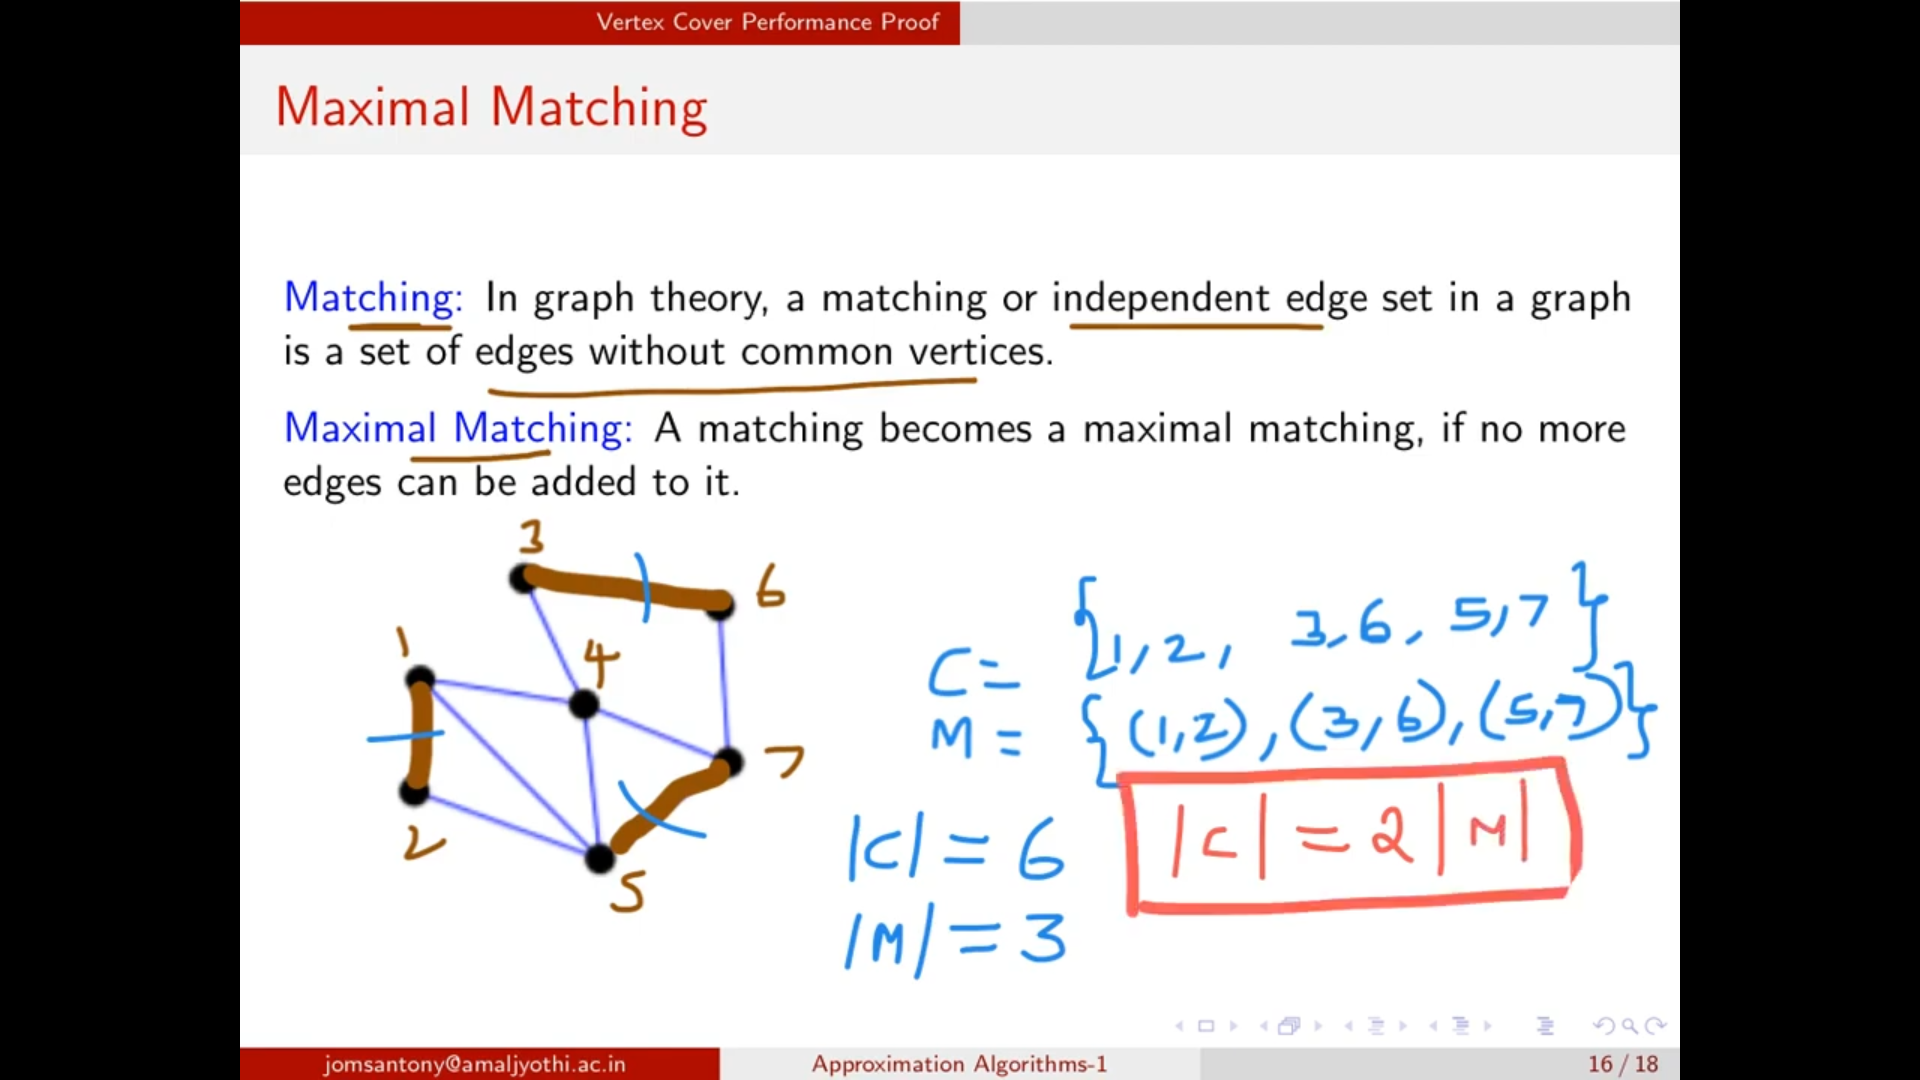 Vertex Cover Performance Proof
Maximal Matching
Matching: In graph theory, a matching or independent edge set in a graph
is a set of edges without common vertices.
Maximal Matching: A matching becomes a maximal matching, if no more
edges can be added to it.
3
6
1
4
7
2
5
C = {1,2, 3,6, 5,7}
M = {(1,2), (3,6), (5,7)}
|C| = 6
|C| = 2|M|
|M| = 3
jomsantony@amaljyothi.ac.in
Approximation Algorithms-1
16 / 18